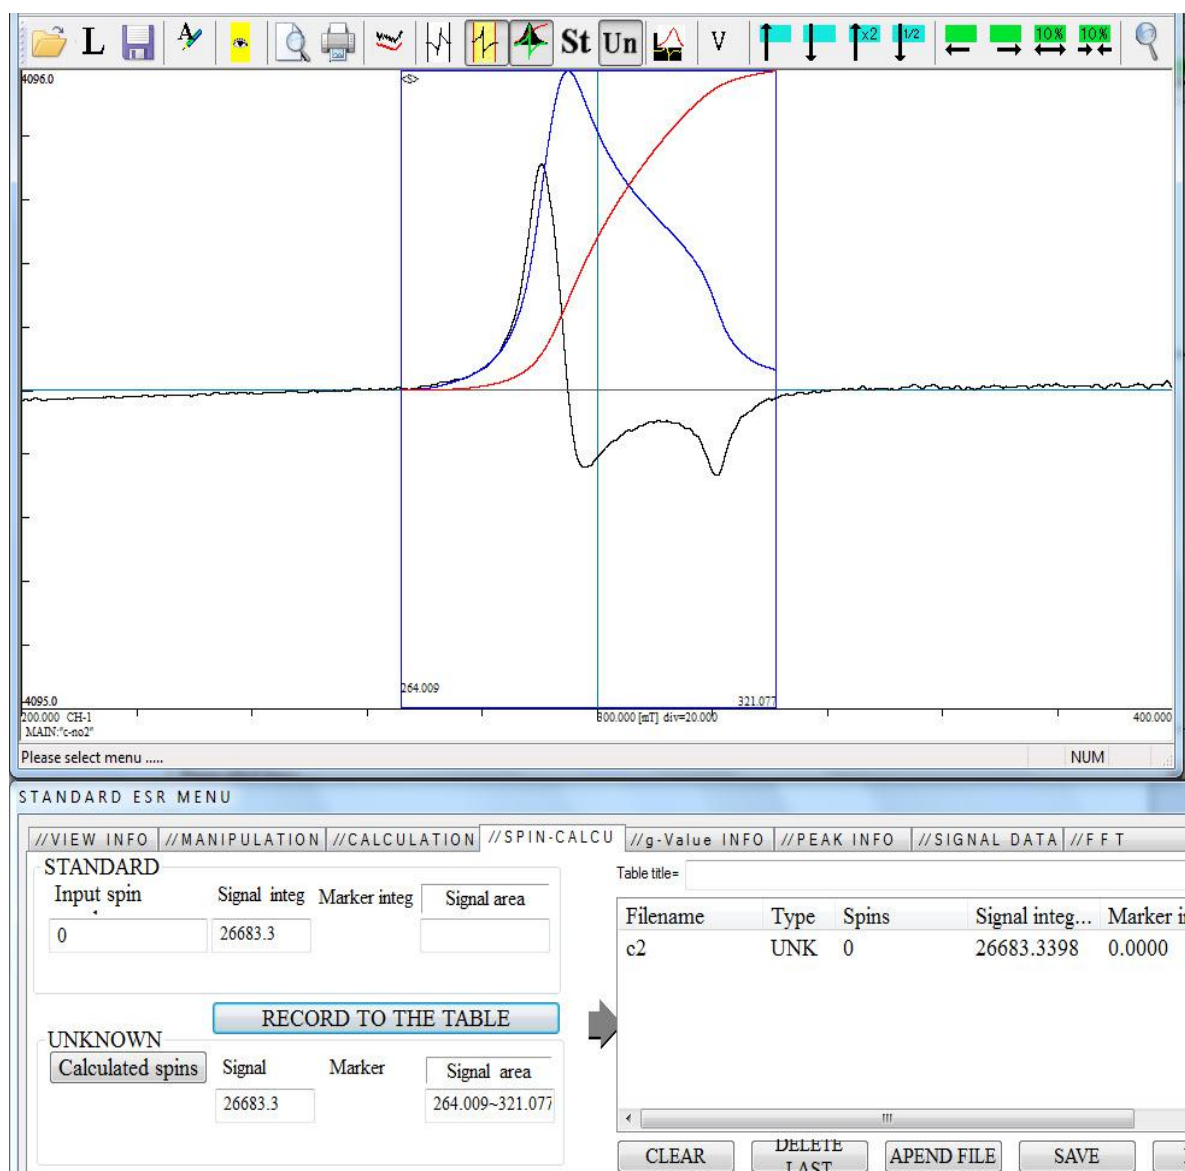 L A St Un V x2 1/2 10% 10%
4096.0
<S>
264.009 321.077
-4095.0
200.000 CH-1 300.000 [mT] div=20.000 400.000
MAIN:"c-no2"
Please select menu ..... NUM
STANDARD ESR MENU
//VIEW INFO //MANIPULATION //CALCULATION //SPIN-CALCU //g-Value INFO //PEAK INFO //SIGNAL DATA //F F T
STANDARD
Table title=
Input spin Signal integ Marker integ Signal area
Filename Type Spins Signal integ... Marker
0 26683.3
c2 UNK 0 26683.3398 0.0000
RECORD TO THE TABLE
UNKNOWN
Calculated spins Signal Marker Signal area
26683.3 264.009~321.077
CLEAR DELETE LAST APEND FILE SAVE